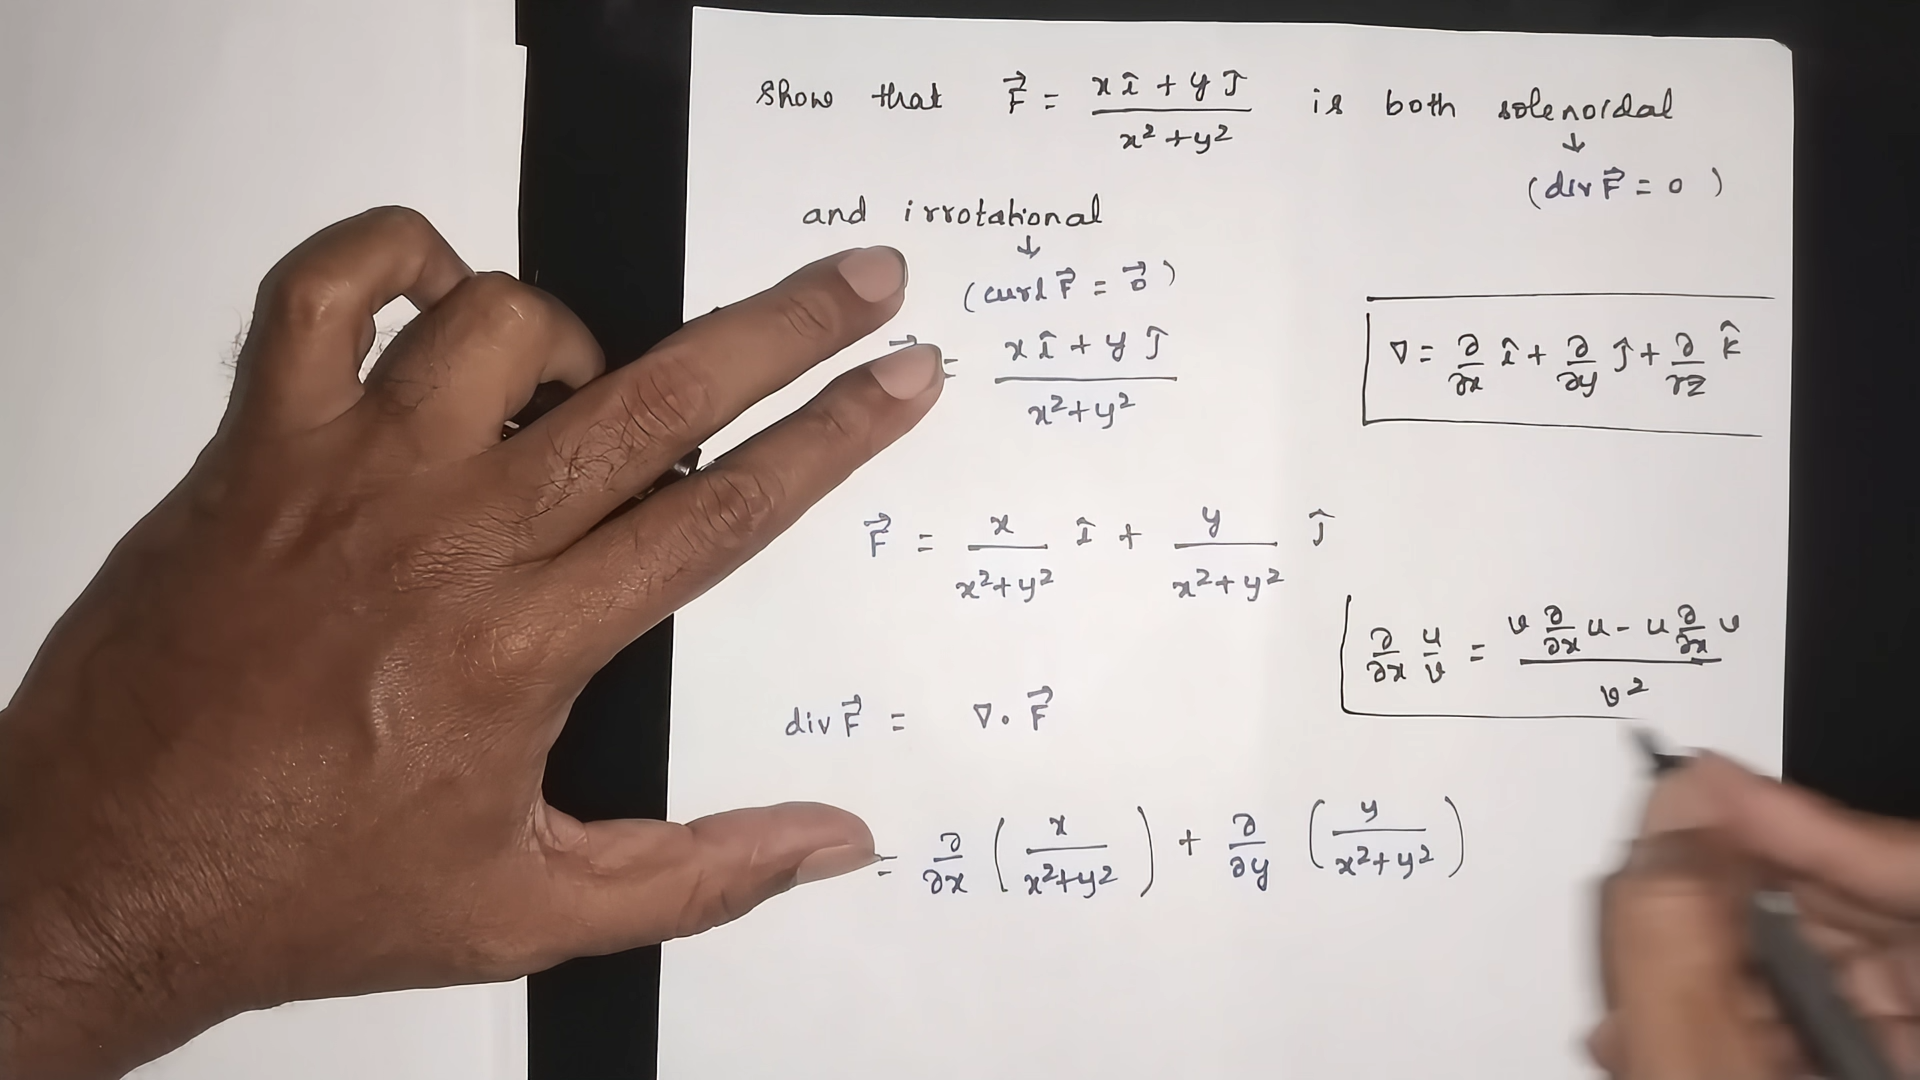 show that F⃗ = (x î + y ĵ) / (x² + y²) is both solenoidal
↓
(div F⃗ = 0)
and irrotational
↓
(curl F⃗ = 0⃗)
= (x î + y ĵ) / (x² + y²)
∇ = ∂/∂x î + ∂/∂y ĵ + ∂/∂z k̂
F⃗ = x/(x² + y²) î + y/(x² + y²) ĵ
∂/∂x u/v = (v ∂/∂x u - u ∂/∂x v) / v²
div F⃗ = ∇ · F⃗
= ∂/∂x (x/(x² + y²)) + ∂/∂y (y/(x² + y²))